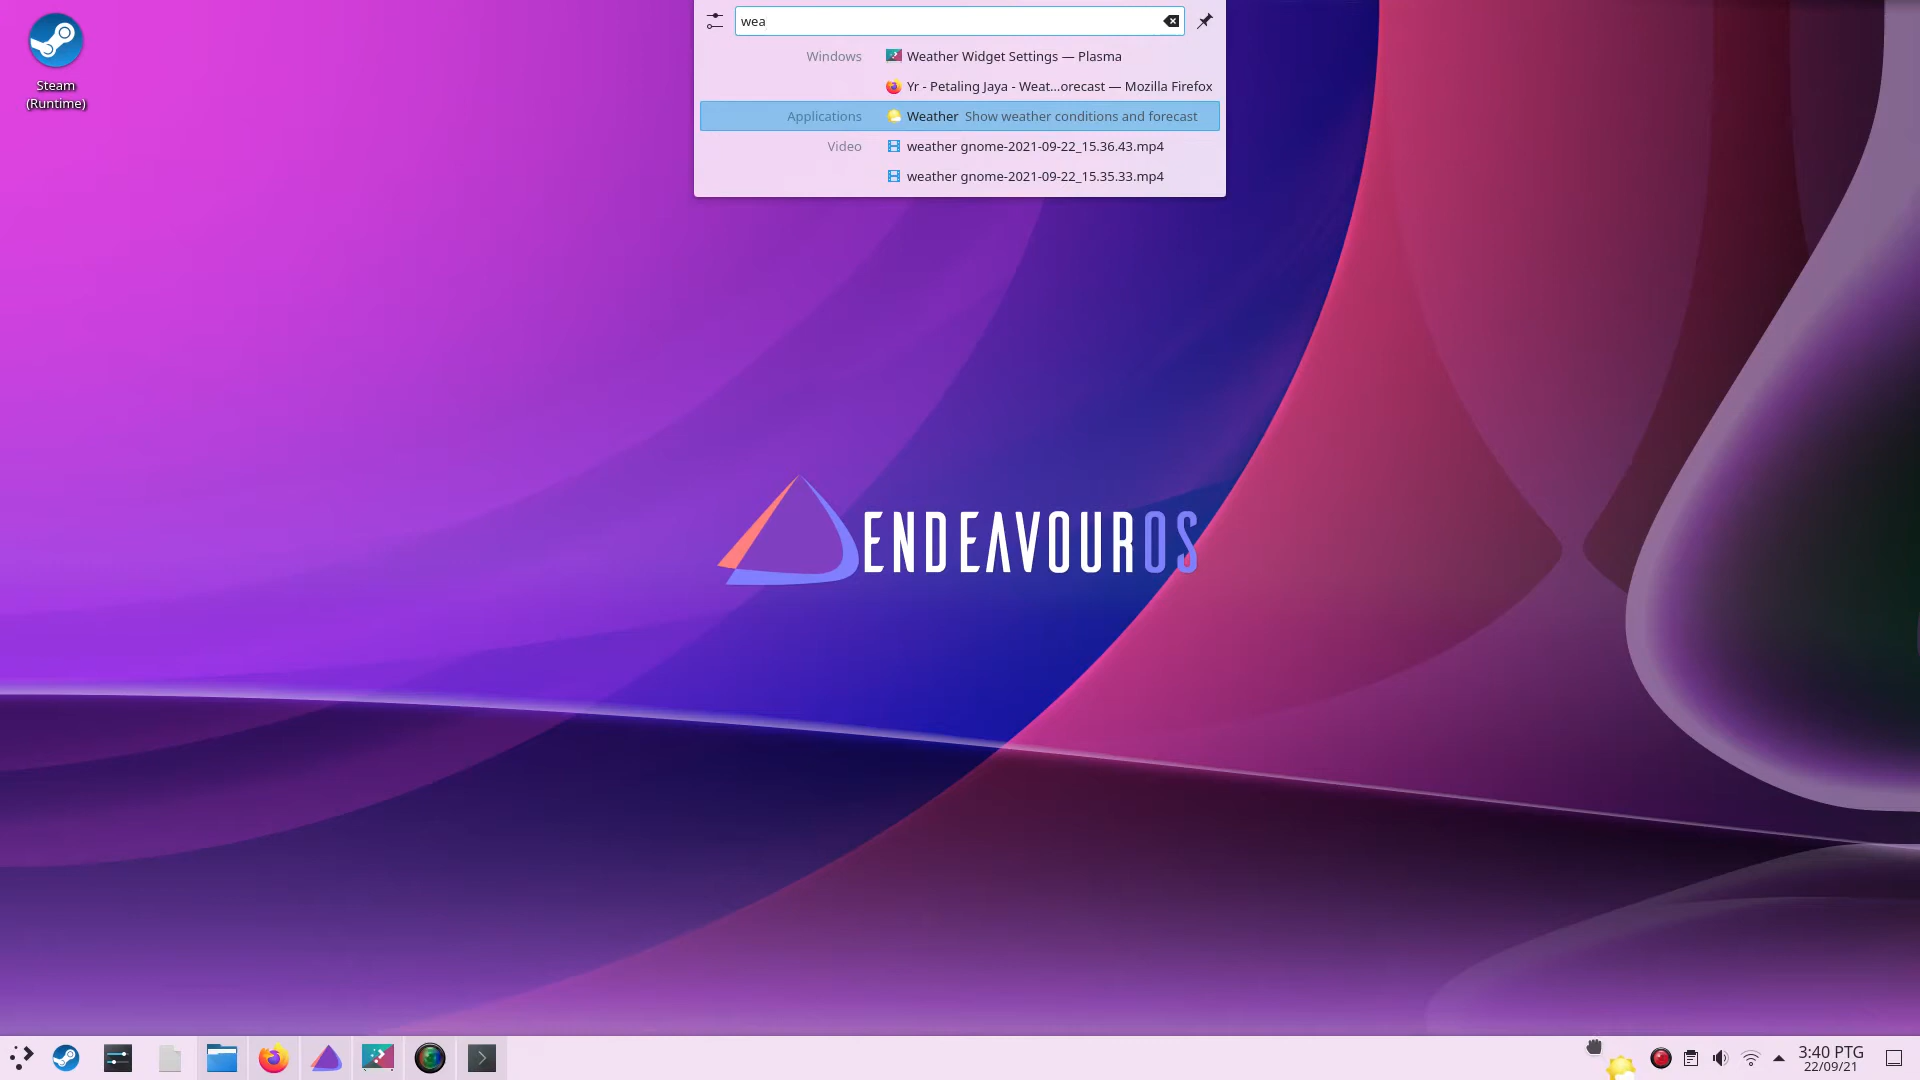 wea
Windows
Weather Widget Settings — Plasma
Yr - Petaling Jaya - Weat...orecast — Mozilla Firefox
Applications
Weather Show weather conditions and forecast
Video
weather gnome-2021-09-22_15.36.43.mp4
weather gnome-2021-09-22_15.35.33.mp4
Steam
(Runtime)
ENDEAVOUROS
3:40 PTG
22/09/21